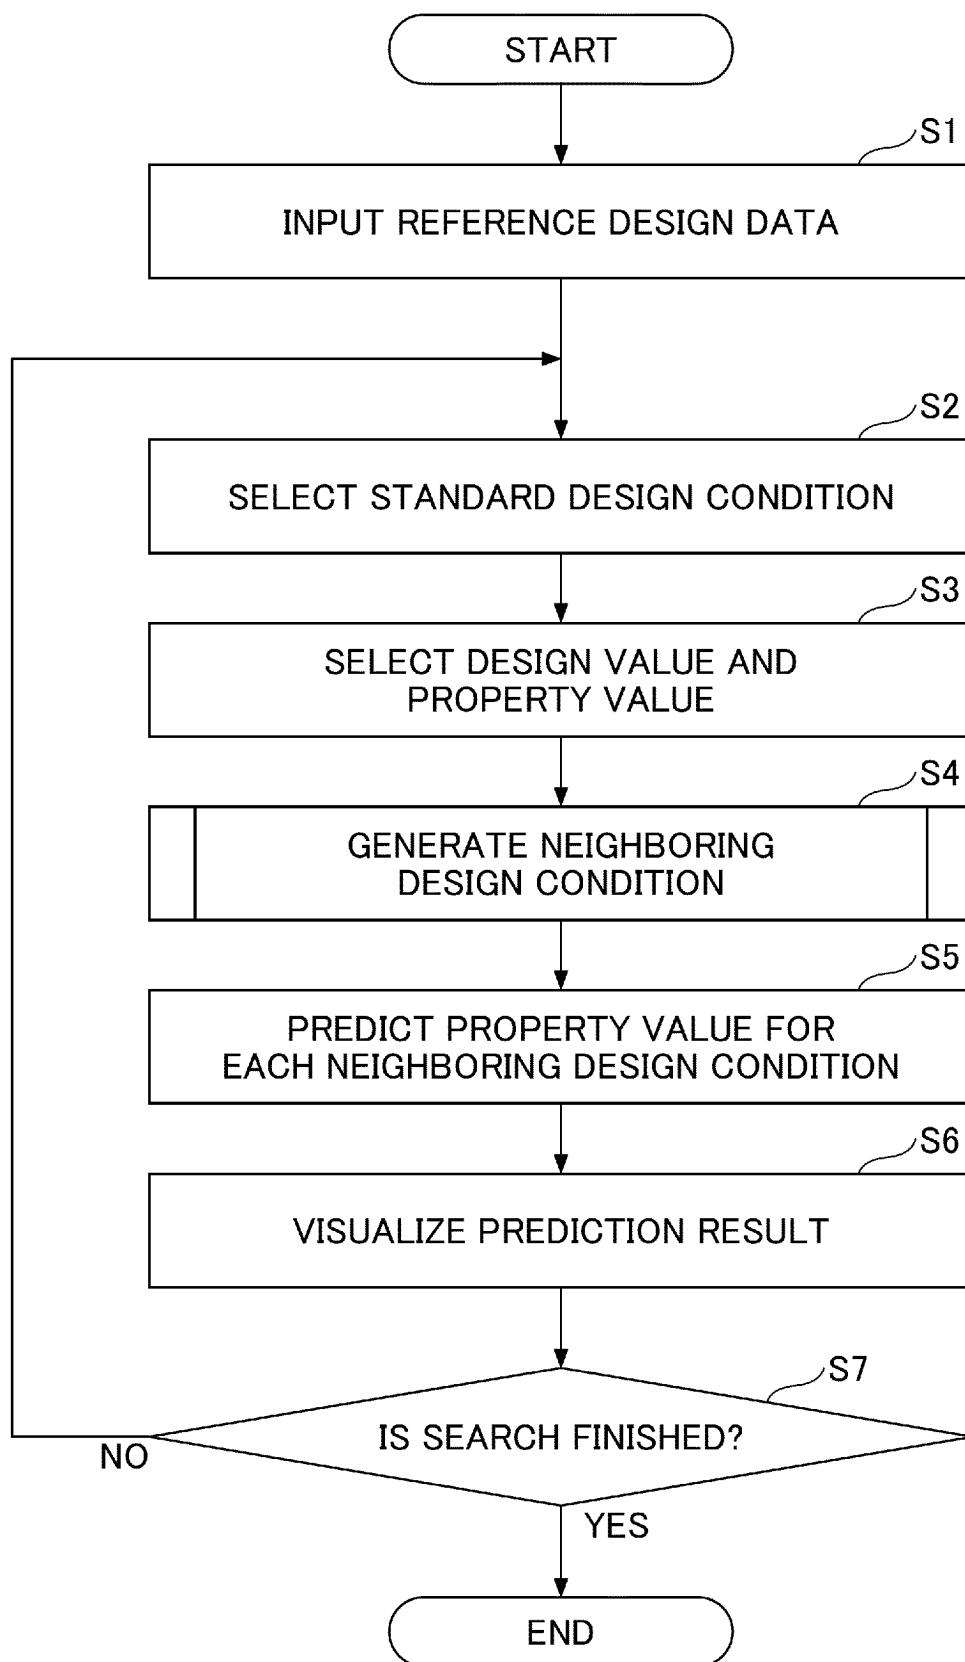 START
S1
INPUT REFERENCE DESIGN DATA
S2
SELECT STANDARD DESIGN CONDITION
S3
SELECT DESIGN VALUE AND
PROPERTY VALUE
S4
GENERATE NEIGHBORING
DESIGN CONDITION
S5
PREDICT PROPERTY VALUE FOR
EACH NEIGHBORING DESIGN CONDITION
S6
VISUALIZE PREDICTION RESULT
S7
IS SEARCH FINISHED?
NO
YES
END